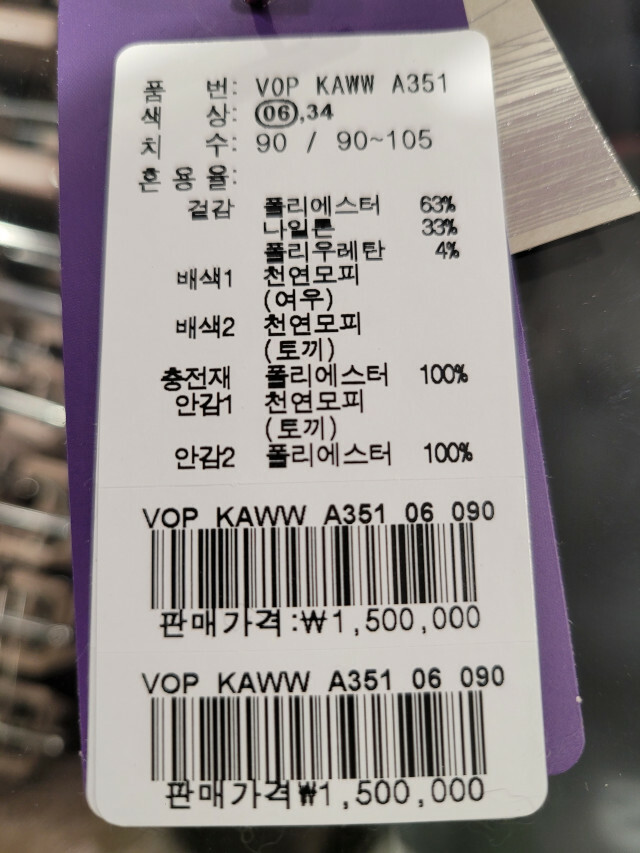 품 번: VOP KAWW A351
색 상: 06,34
치 수: 90 / 90~105
혼 용 율:
겉감 폴리에스터 63%
나일론 33%
폴리우레탄 4%
배색1 천연모피
(여우)
배색2 천연모피
(토끼)
충전재 폴리에스터 100%
안감1 천연모피
(토끼)
안감2 폴리에스터 100%
VOP KAWW A351 06 090
판매가격:₩1,500,000
VOP KAWW A351 06 090
판매가격₩1,500,000